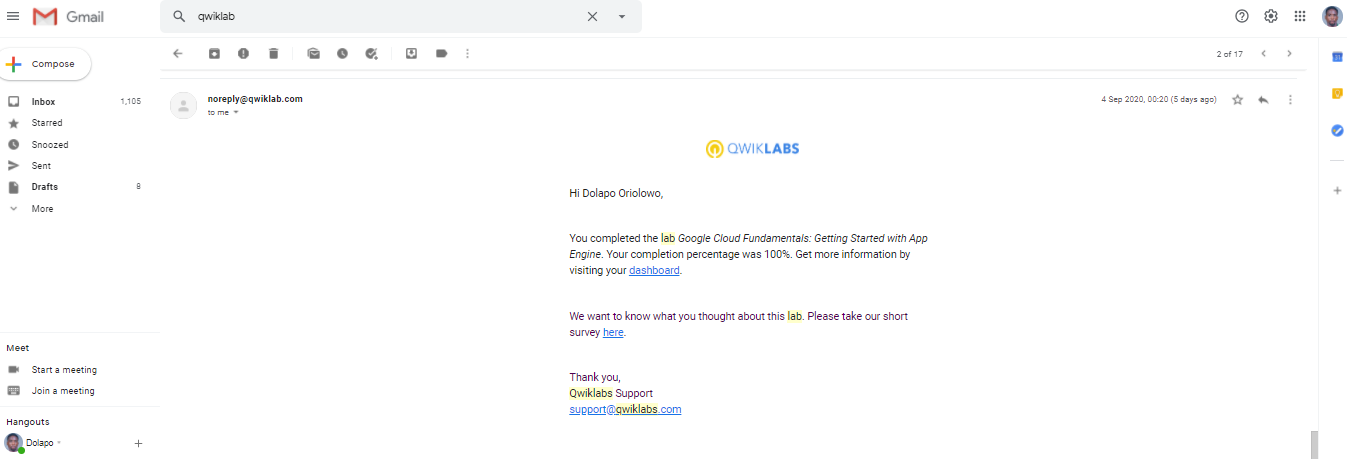 Gmail
qwiklab
Compose
2 of 17
Inbox 1,105
Starred
Snoozed
Sent
Drafts 8
More
noreply@qwiklab.com
to me
4 Sep 2020, 00:20 (5 days ago)
QWIKLABS
Hi Dolapo Oriolowo,
You completed the lab Google Cloud Fundamentals: Getting Started with App
Engine. Your completion percentage was 100%. Get more information by
visiting your dashboard.
We want to know what you thought about this lab. Please take our short
survey here.
Thank you,
Qwiklabs Support
support@qwiklabs.com
Meet
Start a meeting
Join a meeting
Hangouts
Dolapo
31